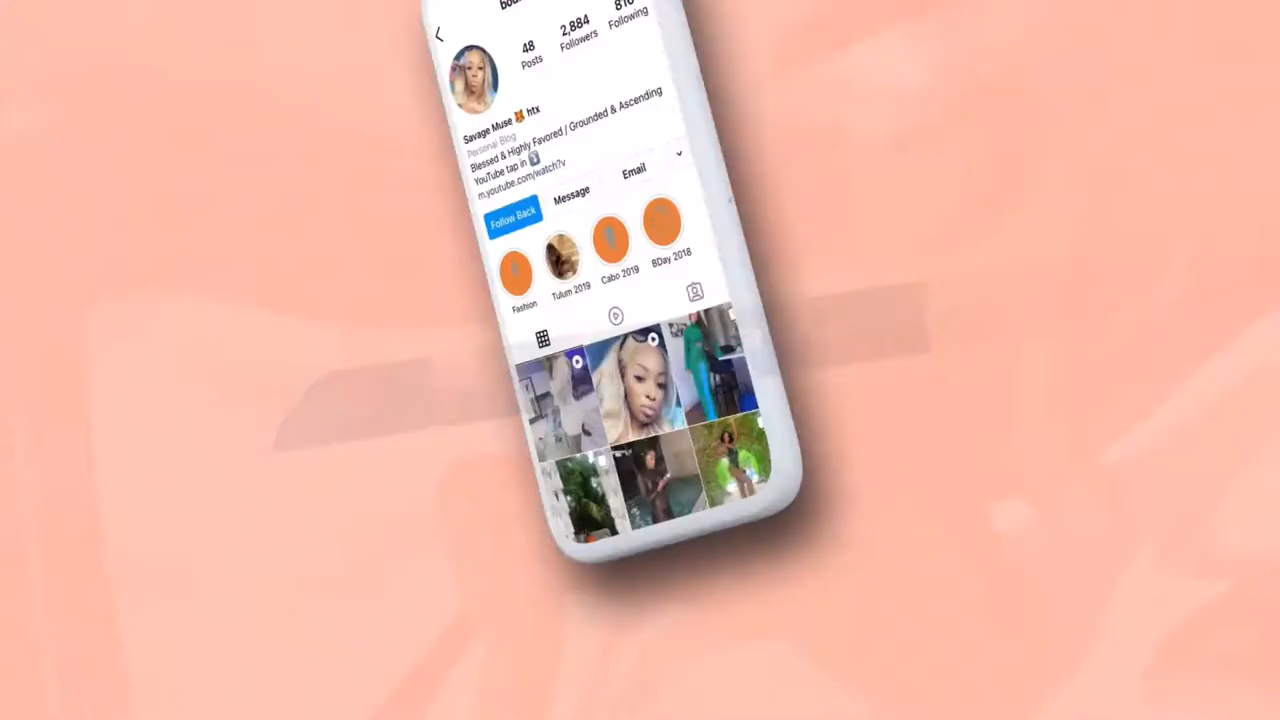 48
Posts
2,884
Followers
Following
Savage Muse 🦊 htx
Personal Blog
Blessed & Highly Favored / Grounded & Ascending
YouTube tap in ⤵️
m.youtube.com/watch?v
Follow Back
Message
Email
Fashion
Tulum 2019
Cabo 2019
BDay 2018